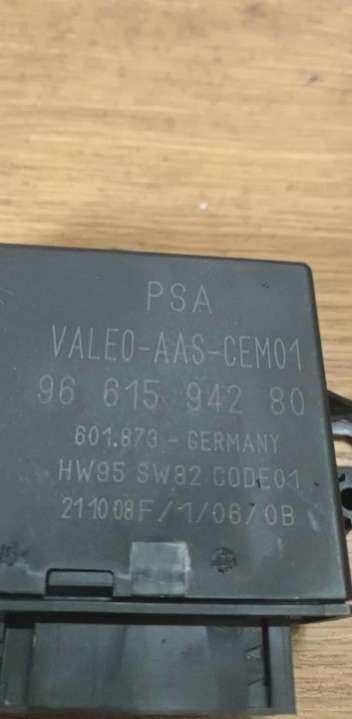 PSA
VALEO-AAS-CEM01
96 615 942 80
601.873 - GERMANY
HW95 SW82 CODE01
211008F/1/06/0B